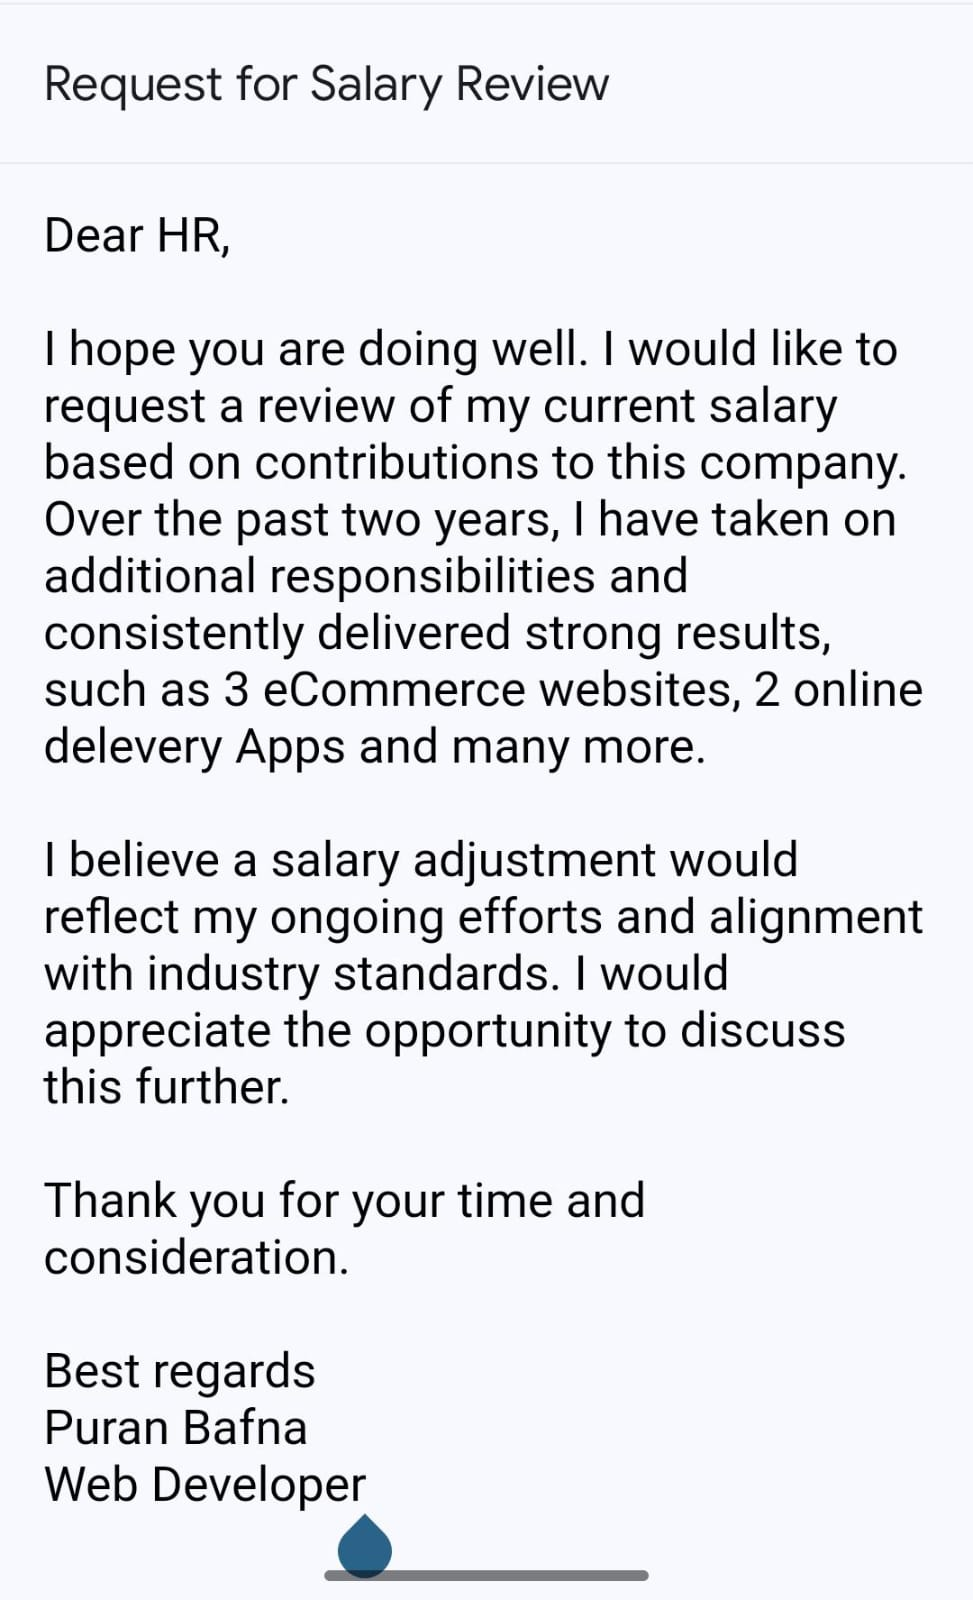 Request for Salary Review
Dear HR,
I hope you are doing well. I would like to
request a review of my current salary
based on contributions to this company.
Over the past two years, I have taken on
additional responsibilities and
consistently delivered strong results,
such as 3 eCommerce websites, 2 online
delevery Apps and many more.
I believe a salary adjustment would
reflect my ongoing efforts and alignment
with industry standards. I would
appreciate the opportunity to discuss
this further.
Thank you for your time and
consideration.
Best regards
Puran Bafna
Web Developer